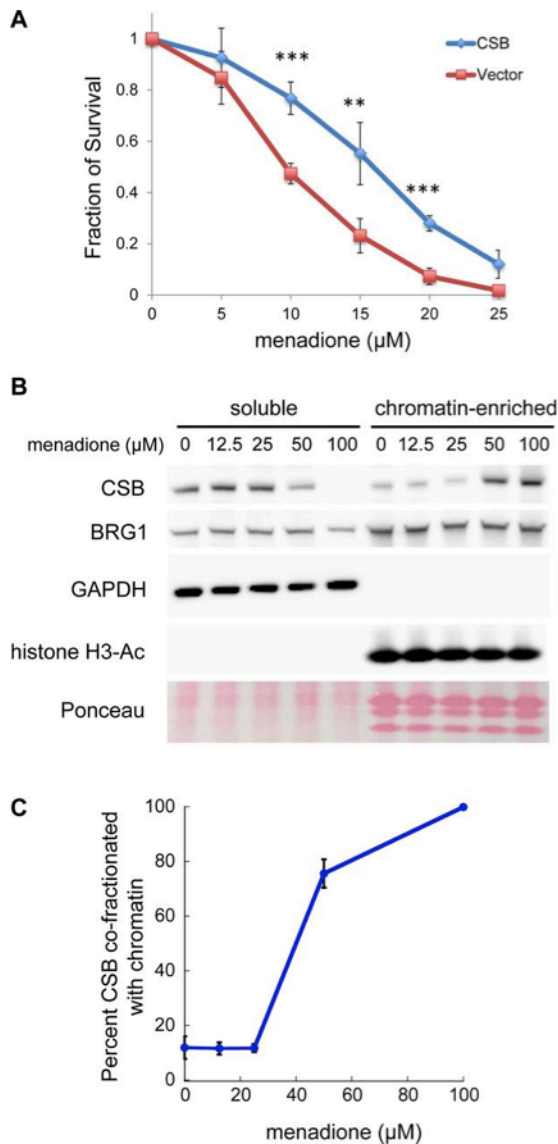 A
CSB
Vector
***
**
***
1
0.8
0.6
0.4
0.2
0
Fraction of Survival
0 5 10 15 20 25
menadione (µM)
B
soluble chromatin-enriched
menadione (µM) 0 12.5 25 50 100 0 12.5 25 50 100
CSB
BRG1
GAPDH
histone H3-Ac
Ponceau
C
100
80
60
40
20
0
Percent CSB co-fractionated
with chromatin
0 20 40 60 80 100
menadione (µM)